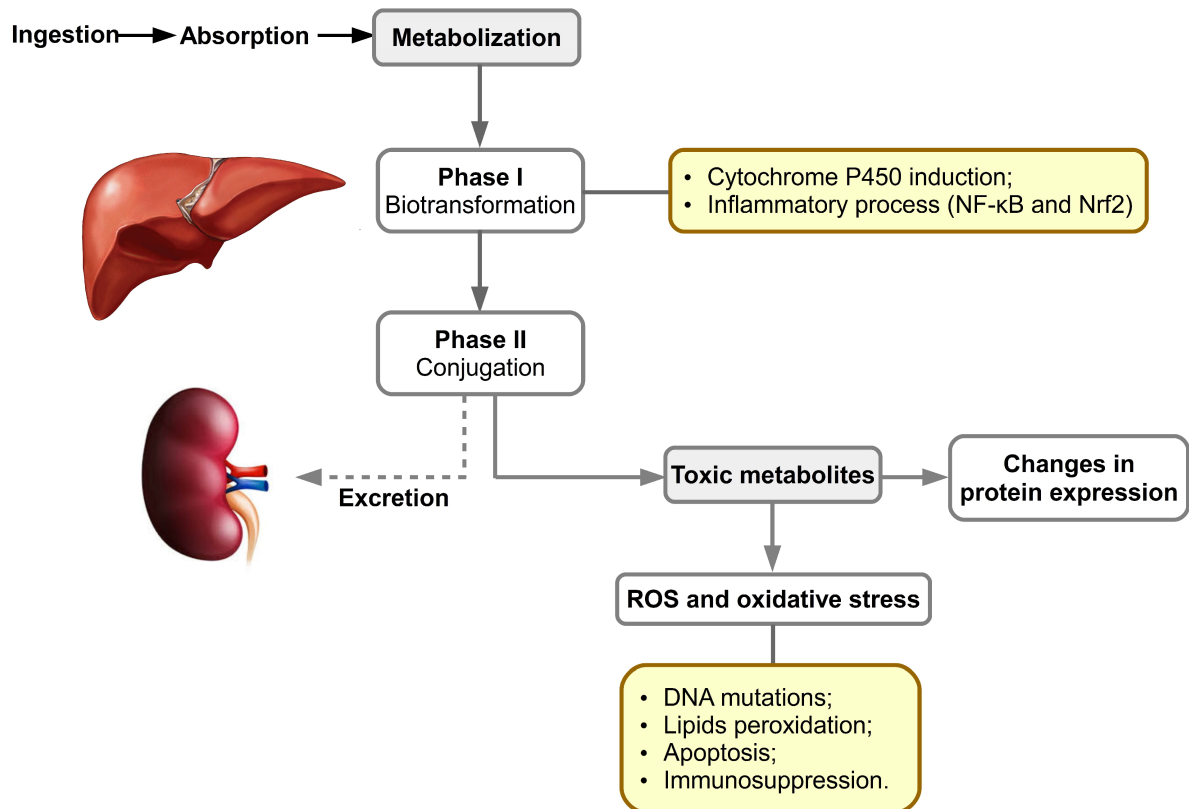 Ingestion
Absorption
Metabolization
Phase I
Biotransformation
• Cytochrome P450 induction;
• Inflammatory process (NF-κB and Nrf2)
Phase II
Conjugation
Excretion
Toxic metabolites
Changes in
protein expression
ROS and oxidative stress
• DNA mutations;
• Lipids peroxidation;
• Apoptosis;
• Immunosuppression.